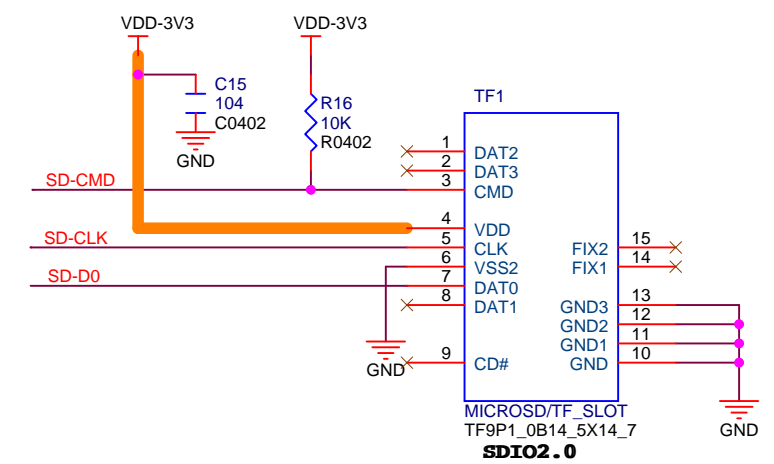 VDD-3V3
VDD-3V3
C15
104
C0402
GND
R16
10K
R0402
TF1
1 DAT2
2 DAT3
SD-CMD 3 CMD
4 VDD
SD-CLK 5 CLK
6 VSS2
SD-D0 7 DAT0
8 DAT1
9 CD#
GND
FIX2 15
FIX1 14
GND3 13
GND2 12
GND1 11
GND 10
GND
MICROSD/TF_SLOT
TF9P1_0B14_5X14_7
SDIO2.0